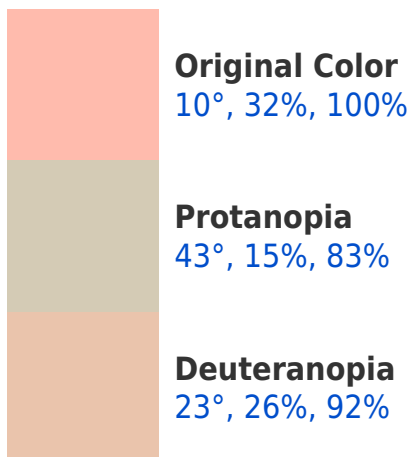 Original Color
10°, 32%, 100%
Protanopia
43°, 15%, 83%
Deuteranopia
23°, 26%, 92%